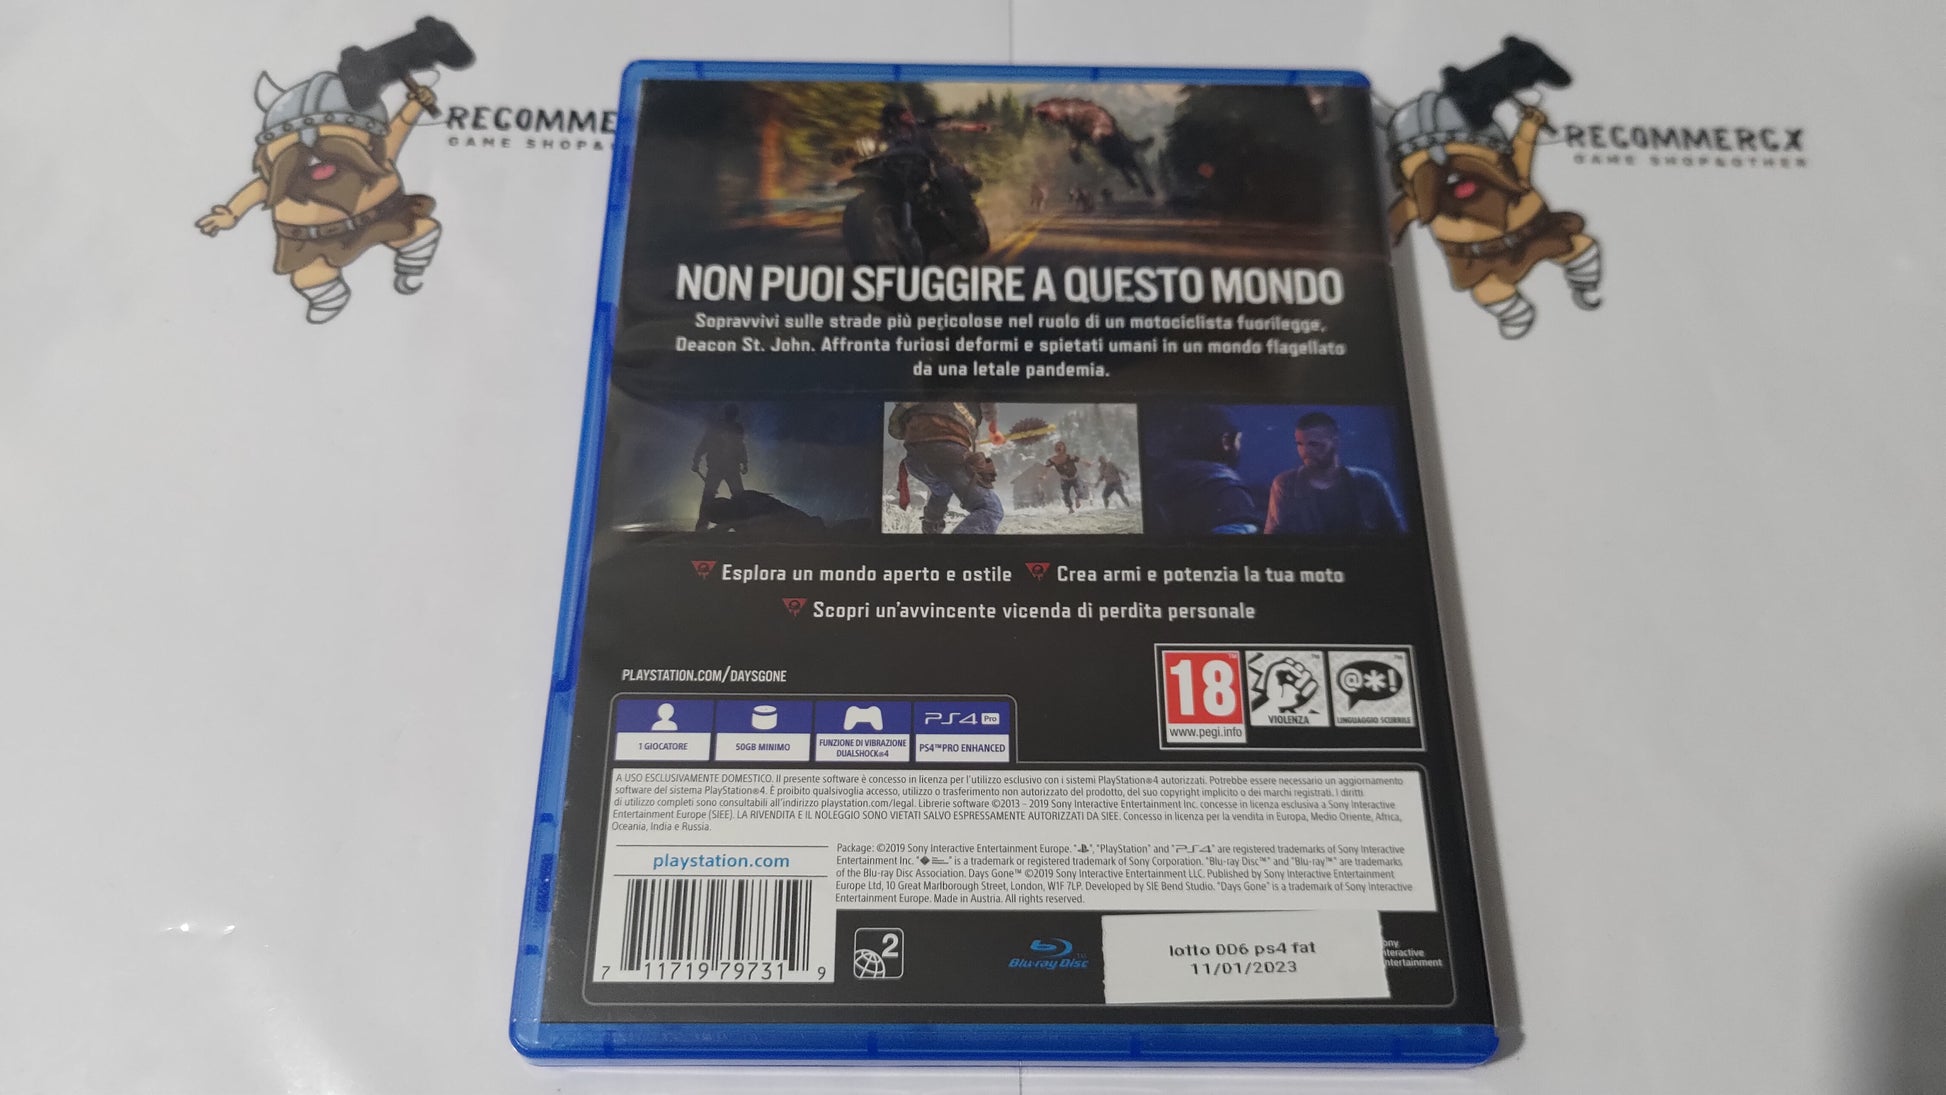 RECOMME
GAME SHOP&
RECOMMERCX
GAME SHOP&OTHER
NON PUOI SFUGGIRE A QUESTO MONDO
Sopravvivi sulle strade più pericolose nel ruolo di un motociclista fuorilegge,
Deacon St. John. Affronta furiosi deformi e spietati umani in un mondo flagellato
da una letale pandemia.
Esplora un mondo aperto e ostile Crea armi e potenzia la tua moto
Scopri un'avvincente vicenda di perdita personale
PLAYSTATION.COM/DAYSGONE
18
www.pegi.info
VIOLENZA
@*!
LINGUAGGIO SCURRILE
PS4 Pro
1 GIOCATORE
50GB MINIMO
FUNZIONE DI VIBRAZIONE
DUALSHOCK®4
PS4™PRO ENHANCED
A USO ESCLUSIVAMENTE DOMESTICO. Il presente software è concesso in licenza per l'utilizzo esclusivo con i sistemi PlayStation®4 autorizzati. Potrebbe essere necessario un aggiornamento
software del sistema PlayStation®4. È proibito qualsivoglia accesso, utilizzo o trasferimento non autorizzato del prodotto, del suo copyright implicito o dei marchi registrati. I diritti
di utilizzo completi sono consultabili all'indirizzo playstation.com/legal. Librerie software ©2013 - 2019 Sony Interactive Entertainment Inc. concesse in licenza esclusiva a Sony Interactive
Entertainment Europe (SIEE). LA RIVENDITA E IL NOLEGGIO SONO VIETATI SALVO ESPRESSAMENTE AUTORIZZATI DA SIEE. Concesso in licenza per la vendita in Europa, Medio Oriente, Africa,
Oceania, India e Russia.
Package: ©2019 Sony Interactive Entertainment Europe. "", "PlayStation" and "PS4" are registered trademarks of Sony Interactive
Entertainment Inc. "" is a trademark or registered trademark of Sony Corporation. "Blu-ray Disc™" and "Blu-ray™" are trademarks
of the Blu-ray Disc Association. Days Gone™ ©2019 Sony Interactive Entertainment LLC. Published by Sony Interactive Entertainment
Europe Ltd, 10 Great Marlborough Street, London, W1F 7LP. Developed by SIE Bend Studio. "Days Gone" is a trademark of Sony Interactive
Entertainment Europe. Made in Austria. All rights reserved.
playstation.com
7 11719 79731 9
2
Blu-ray Disc
lotto 006 ps4 fat
11/01/2023
ony
nteractive
ntertainment